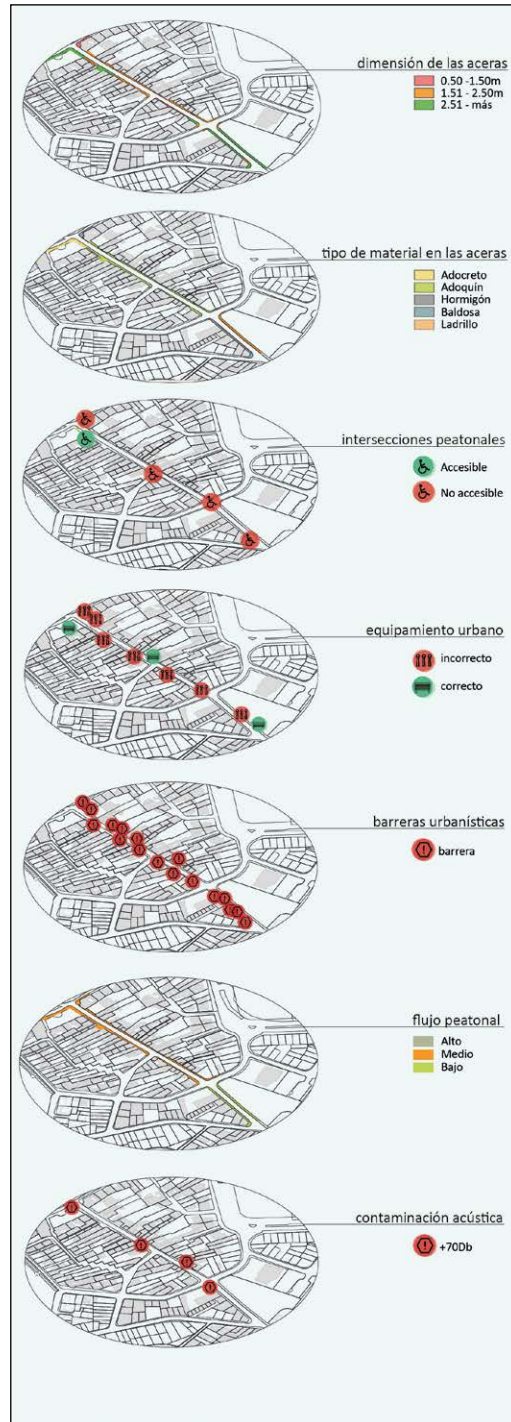 dimensión de las aceras
0.50 -1.50m
1.51 - 2.50m
2.51 - más
tipo de material en las aceras
Adocreto
Adoquín
Hormigón
Baldosa
Ladrillo
intersecciones peatonales
Accesible
No accesible
equipamiento urbano
incorrecto
correcto
barreras urbanísticas
barrera
flujo peatonal
Alto
Medio
Bajo
contaminación acústica
+70Db